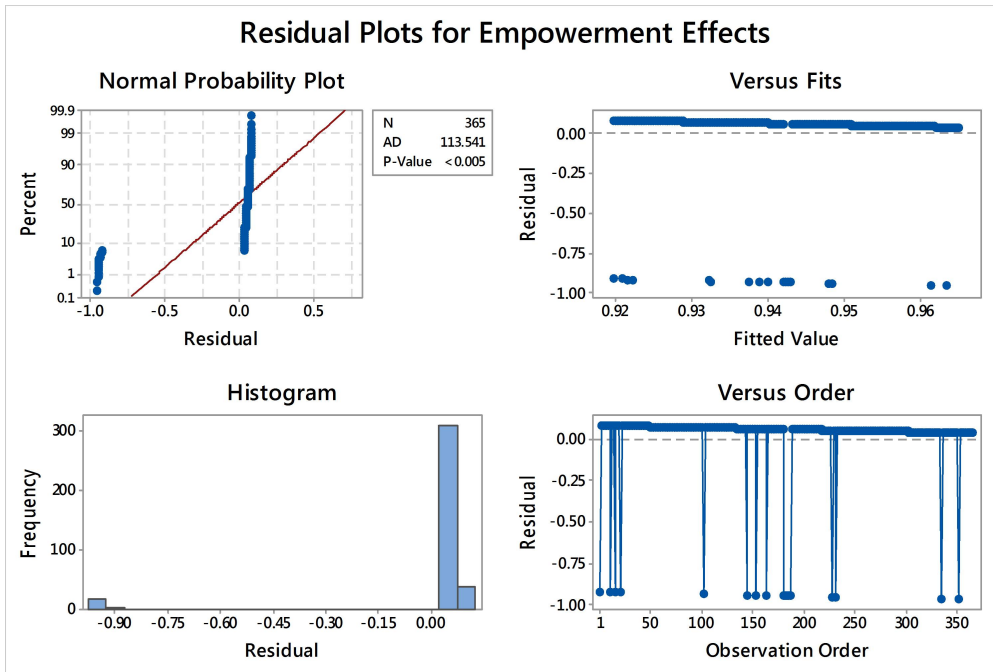 Residual Plots for Empowerment Effects
Normal Probability Plot
99.9
99
90
50
10
1
0.1
Percent
-1.0 -0.5 0.0 0.5
Residual
N 365
AD 113.541
P-Value <0.005
Versus Fits
0.00
-0.25
-0.50
-0.75
-1.00
Residual
0.92 0.93 0.94 0.95 0.96
Fitted Value
Histogram
300
200
100
0
Frequency
-0.90 -0.75 -0.60 -0.45 -0.30 -0.15 0.00
Residual
Versus Order
0.00
-0.25
-0.50
-0.75
-1.00
Residual
1 50 100 150 200 250 300 350
Observation Order